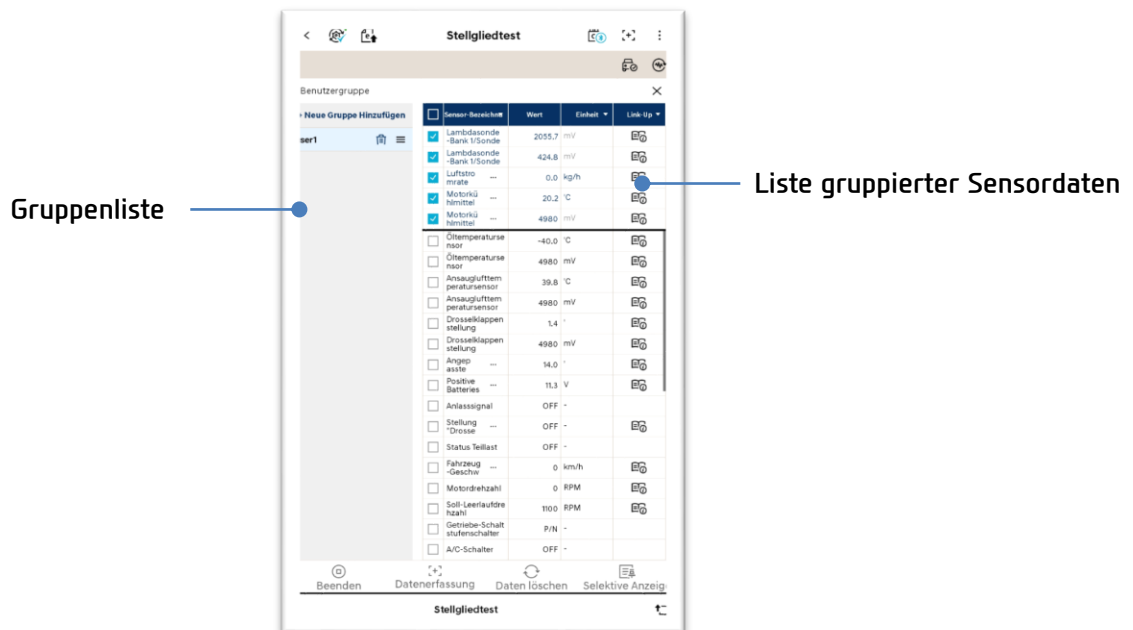 Stellgliedtest
Benutzergruppe
Neue Gruppe Hinzufügen
Sensor-Bezeichn Wert Einheit Link-Up
ser1
Lambdasonde
-Bank 1/Sonde
2055,7 mV
Lambdasonde
-Bank 1/Sonde
424.8 mV
Luftstro ...
mrate
0.0 kg/h
Motorkü ...
hlmittel
20.2 °C
Motorkü ...
hlmittel
4980 mV
Öltemperaturse
nsor
-40.0 °C
Öltemperaturse
nsor
4980 mV
Ansauglufttem
peratursensor
39.8 °C
Ansauglufttem
peratursensor
4980 mV
Drosselklappen
stellung
1,4 °
Drosselklappen
stellung
4980 mV
Angep ...
asste
14.0 °
Positive ...
Batteries
11,3 V
Anlasssignal OFF -
Stellung ...
"Drosse
OFF -
Status Teillast OFF -
Fahrzeug ...
-Geschw
0 km/h
Motordrehzahl 0 RPM
Soll-Leerlaufdre
hzahl
1100 RPM
Getriebe-Schalt
stufenschalter
P/N -
A/C-Schalter OFF -
Beenden Datenerfassung Daten löschen Selektive Anzeig
Stellgliedtest
Gruppenliste
Liste gruppierter Sensordaten